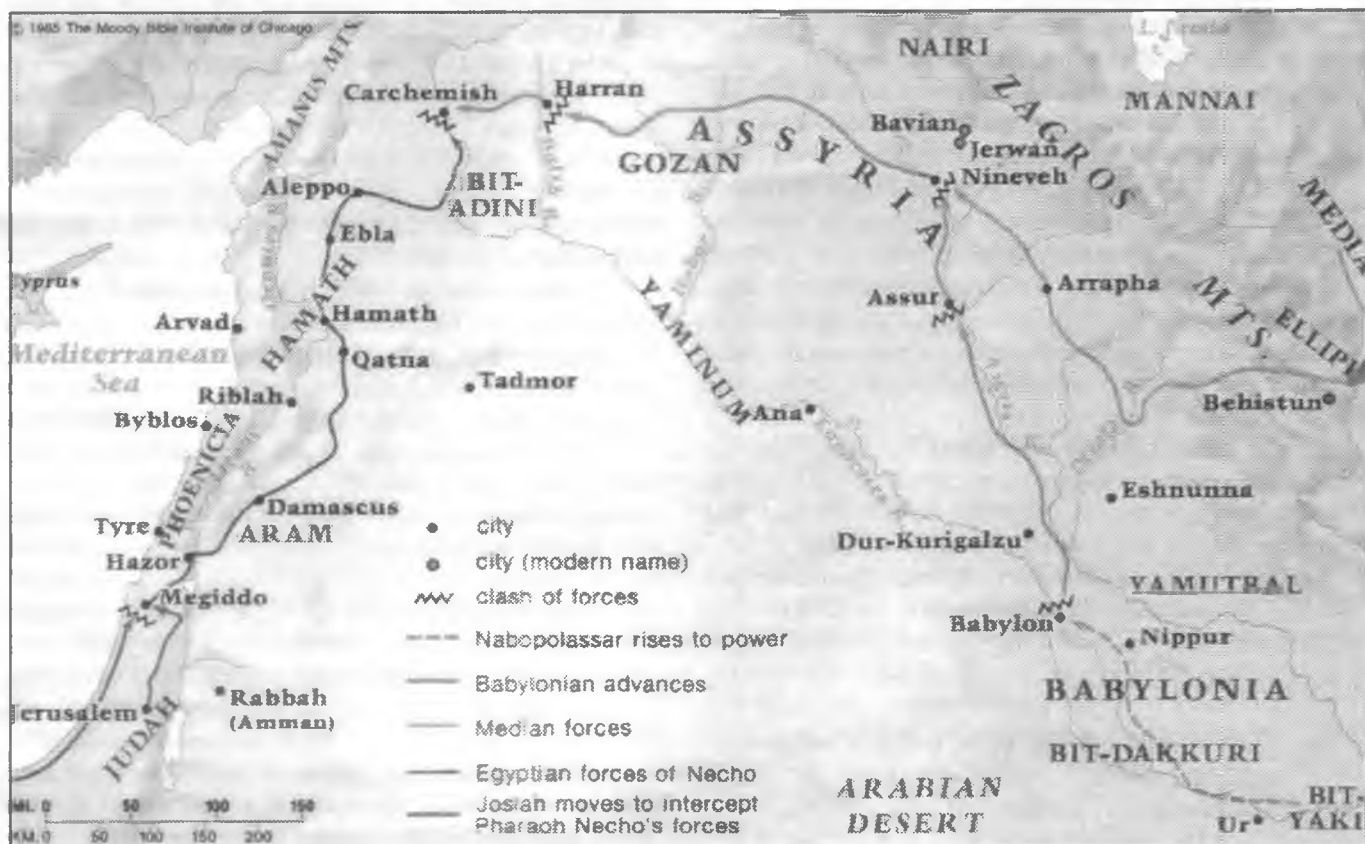 © 1985 The Moody Bible Institute of Chicago
AMANUS MTS
NAIRI
ZAGROS
MTS.
MANNAI
Carchemish
Harran
ASSYRIA
Bavian
Jerwan
GOZAN
Nineveh
Aleppo
BIT-
ADINI
MEDIA
Ebla
Cyprus
YAMINUM
Arrapha
Assur
Arvad
HAMATH
Hamath
ELLIPI
Mediterranean
Sea
Qatna
Tigris
Riblah
Tadmor
Behistun
Byblos
Ana
Euphrates
PHOENICIA
Damascus
Eshnunna
Tyre
ARAM
city
Dur-Kurigalzu
Hazor
city (modern name)
Megiddo
clash of forces
YAMUTBAL
Babylon
Nabopolassar rises to power
Nippur
Babylonian advances
BABYLONIA
Jerusalem
JUDAH
Rabbah
(Amman)
Median forces
BIT-DAKKURI
Egyptian forces of Necho
Josiah moves to intercept
Pharaoh Necho's forces
ARABIAN
DESERT
BIT-
YAKI
Ur
MI. 0 50 100 150
KM. 0 50 100 150 200